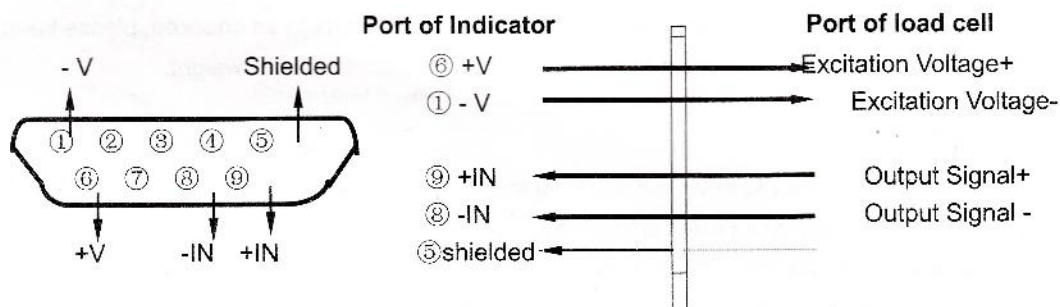 Port of Indicator
Port of load cell
- V
Shielded
⑥ +V
Excitation Voltage+
① - V
Excitation Voltage-
① ② ③ ④ ⑤
⑥ ⑦ ⑧ ⑨
⑨ +IN
Output Signal+
⑧ -IN
Output Signal -
+V
-IN
+IN
⑤shielded